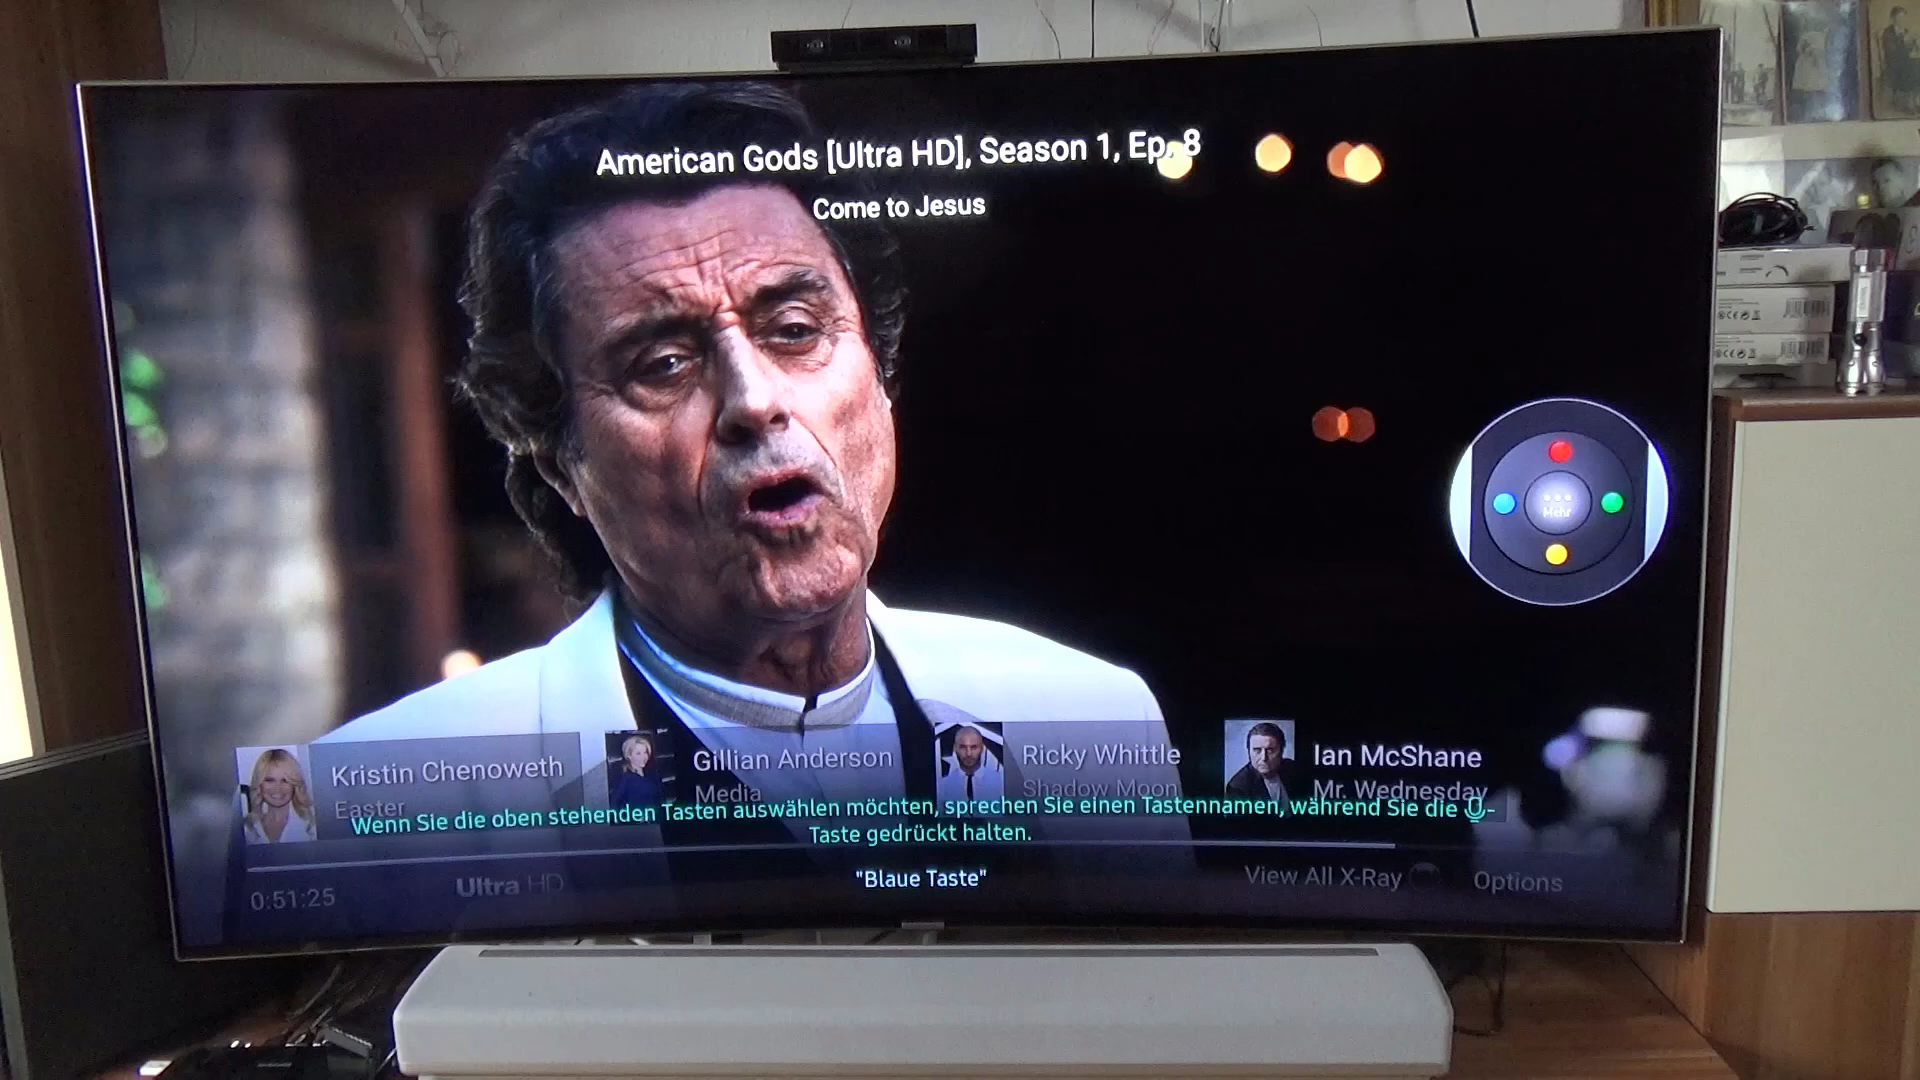 American Gods [Ultra HD], Season 1, Ep. 8
Come to Jesus
Mehr
Kristin Chenoweth
Easter
Gillian Anderson
Media
Ricky Whittle
Shadow Moon
Ian McShane
Mr. Wednesday
Wenn Sie die oben stehenden Tasten auswählen möchten, sprechen Sie einen Tastennamen, während Sie die -
Taste gedrückt halten.
"Blaue Taste"
0:51:25
Ultra HD
View All X-Ray
Options